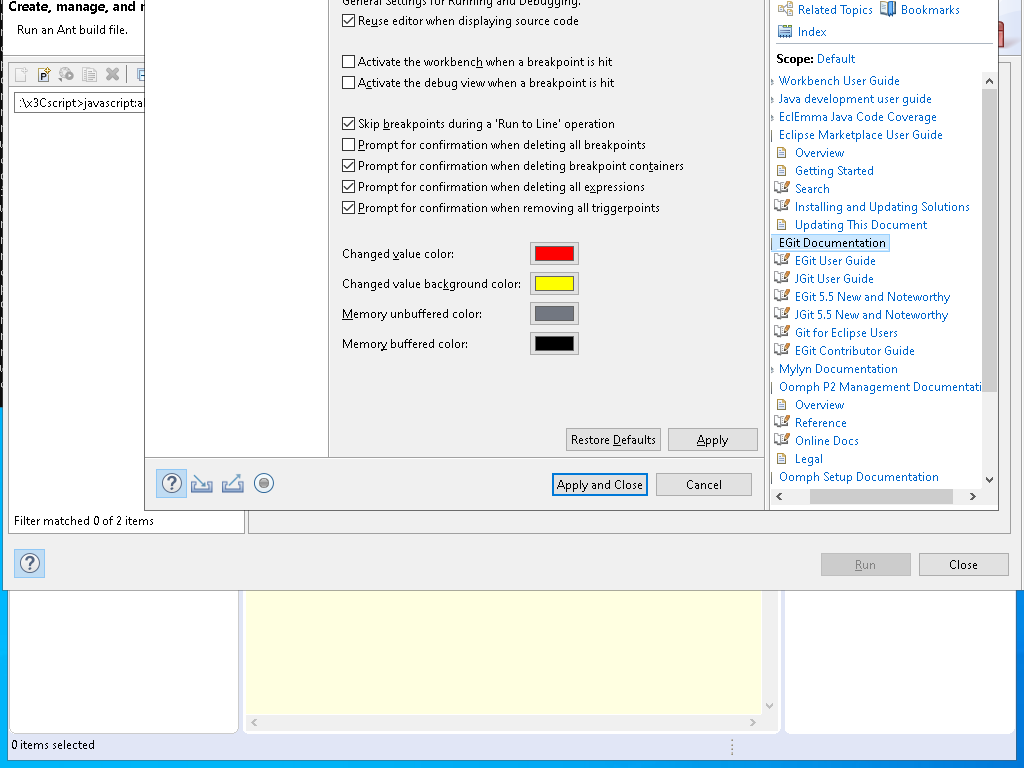 Create, manage, and r
Run an Ant build file.
:\x3Cscript>javascript:al
Filter matched 0 of 2 items
General Settings for Running and Debugging.
Reuse editor when displaying source code
Activate the workbench when a breakpoint is hit
Activate the debug view when a breakpoint is hit
Skip breakpoints during a 'Run to Line' operation
Prompt for confirmation when deleting all breakpoints
Prompt for confirmation when deleting breakpoint containers
Prompt for confirmation when deleting all expressions
Prompt for confirmation when removing all triggerpoints
Changed value color:
Changed value background color:
Memory unbuffered color:
Memory buffered color:
Restore Defaults
Apply
Apply and Close
Cancel
Related Topics
Bookmarks
Index
Scope: Default
Workbench User Guide
Java development user guide
EclEmma Java Code Coverage
Eclipse Marketplace User Guide
Overview
Getting Started
Search
Installing and Updating Solutions
Updating This Document
EGit Documentation
EGit User Guide
JGit User Guide
EGit 5.5 New and Noteworthy
JGit 5.5 New and Noteworthy
Git for Eclipse Users
EGit Contributor Guide
Mylyn Documentation
Oomph P2 Management Documentati
Overview
Reference
Online Docs
Legal
Oomph Setup Documentation
Run
Close
0 items selected